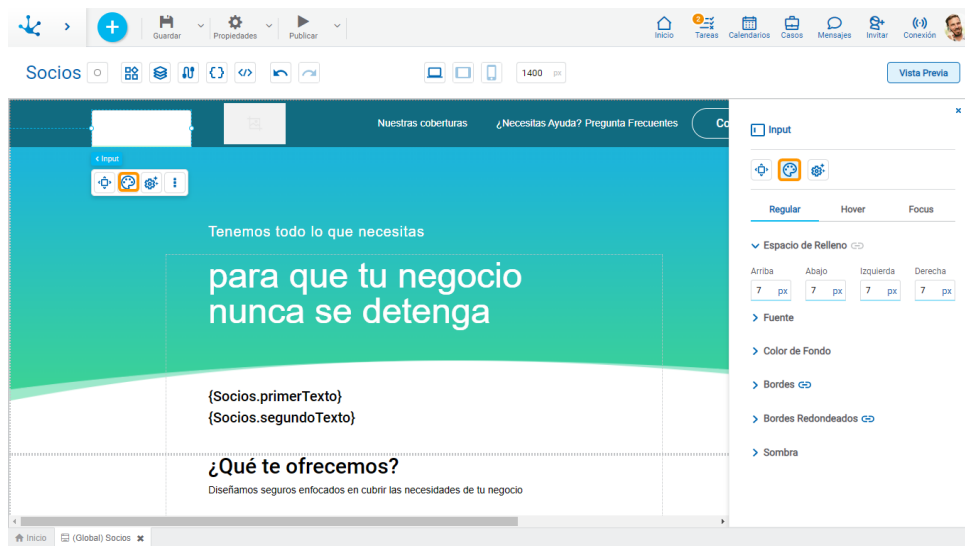 Guardar
Propiedades
Publicar
Inicio
2
Tareas
Calendarios
Casos
Mensajes
Invitar
Conexión
Socios
1400 px
Vista Previa
Nuestras coberturas
¿Necesitas Ayuda? Pregunta Frecuentes
Co
Input
Input
Regular
Hover
Focus
Tenemos todo lo que necesitas
para que tu negocio
nunca se detenga
Espacio de Relleno
Arriba
Abajo
Izquierda
Derecha
7 px
7 px
7 px
7 px
Fuente
Color de Fondo
Bordes
Bordes Redondeados
Sombra
{Socios.primerTexto}
{Socios.segundoTexto}
¿Qué te ofrecemos?
Diseñamos seguros enfocados en cubrir las necesidades de tu negocio
Inicio
(Global) Socios